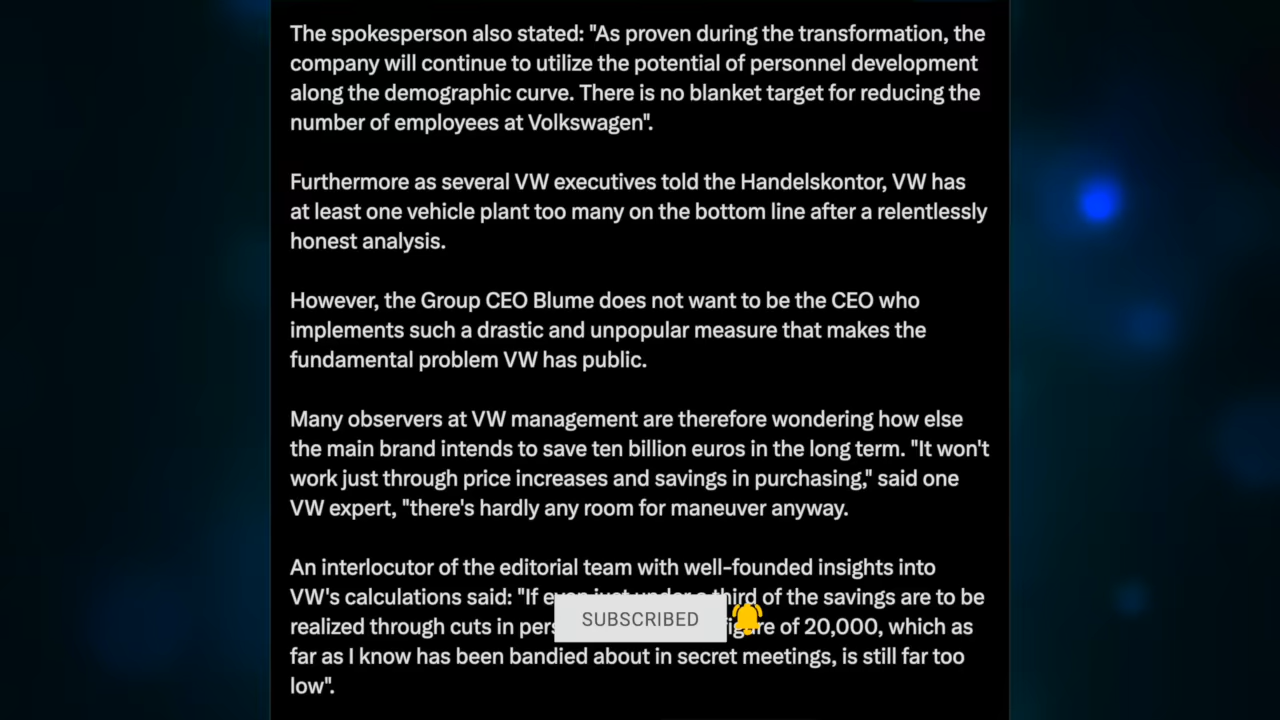 The spokesperson also stated: "As proven during the transformation, the
company will continue to utilize the potential of personnel development
along the demographic curve. There is no blanket target for reducing the
number of employees at Volkswagen".
Furthermore as several VW executives told the Handelskontor, VW has
at least one vehicle plant too many on the bottom line after a relentlessly
honest analysis.
However, the Group CEO Blume does not want to be the CEO who
implements such a drastic and unpopular measure that makes the
fundamental problem VW has public.
Many observers at VW management are therefore wondering how else
the main brand intends to save ten billion euros in the long term. "It won't
work just through price increases and savings in purchasing," said one
VW expert, "there's hardly any room for maneuver anyway.
An interlocutor of the editorial team with well-founded insights into
VW's calculations said: "If even just under a third of the savings are to be
realized through cuts in of 20,000, which as
SUBSCRIBED
far as I know has been bandied about in secret meetings, is still far too
low".